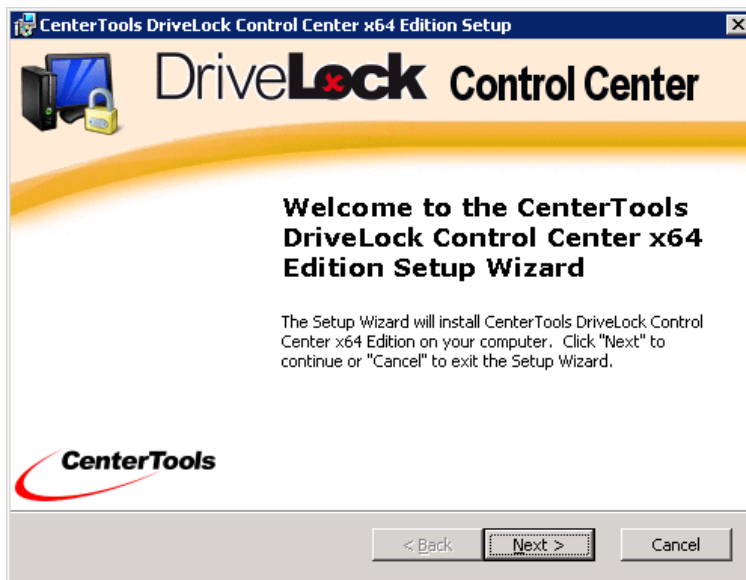 CenterTools DriveLock Control Center x64 Edition Setup
DriveLock Control Center
Welcome to the CenterTools
DriveLock Control Center x64
Edition Setup Wizard
The Setup Wizard will install CenterTools DriveLock Control
Center x64 Edition on your computer.  Click "Next" to
continue or "Cancel" to exit the Setup Wizard.
CenterTools
< Back
Next >
Cancel